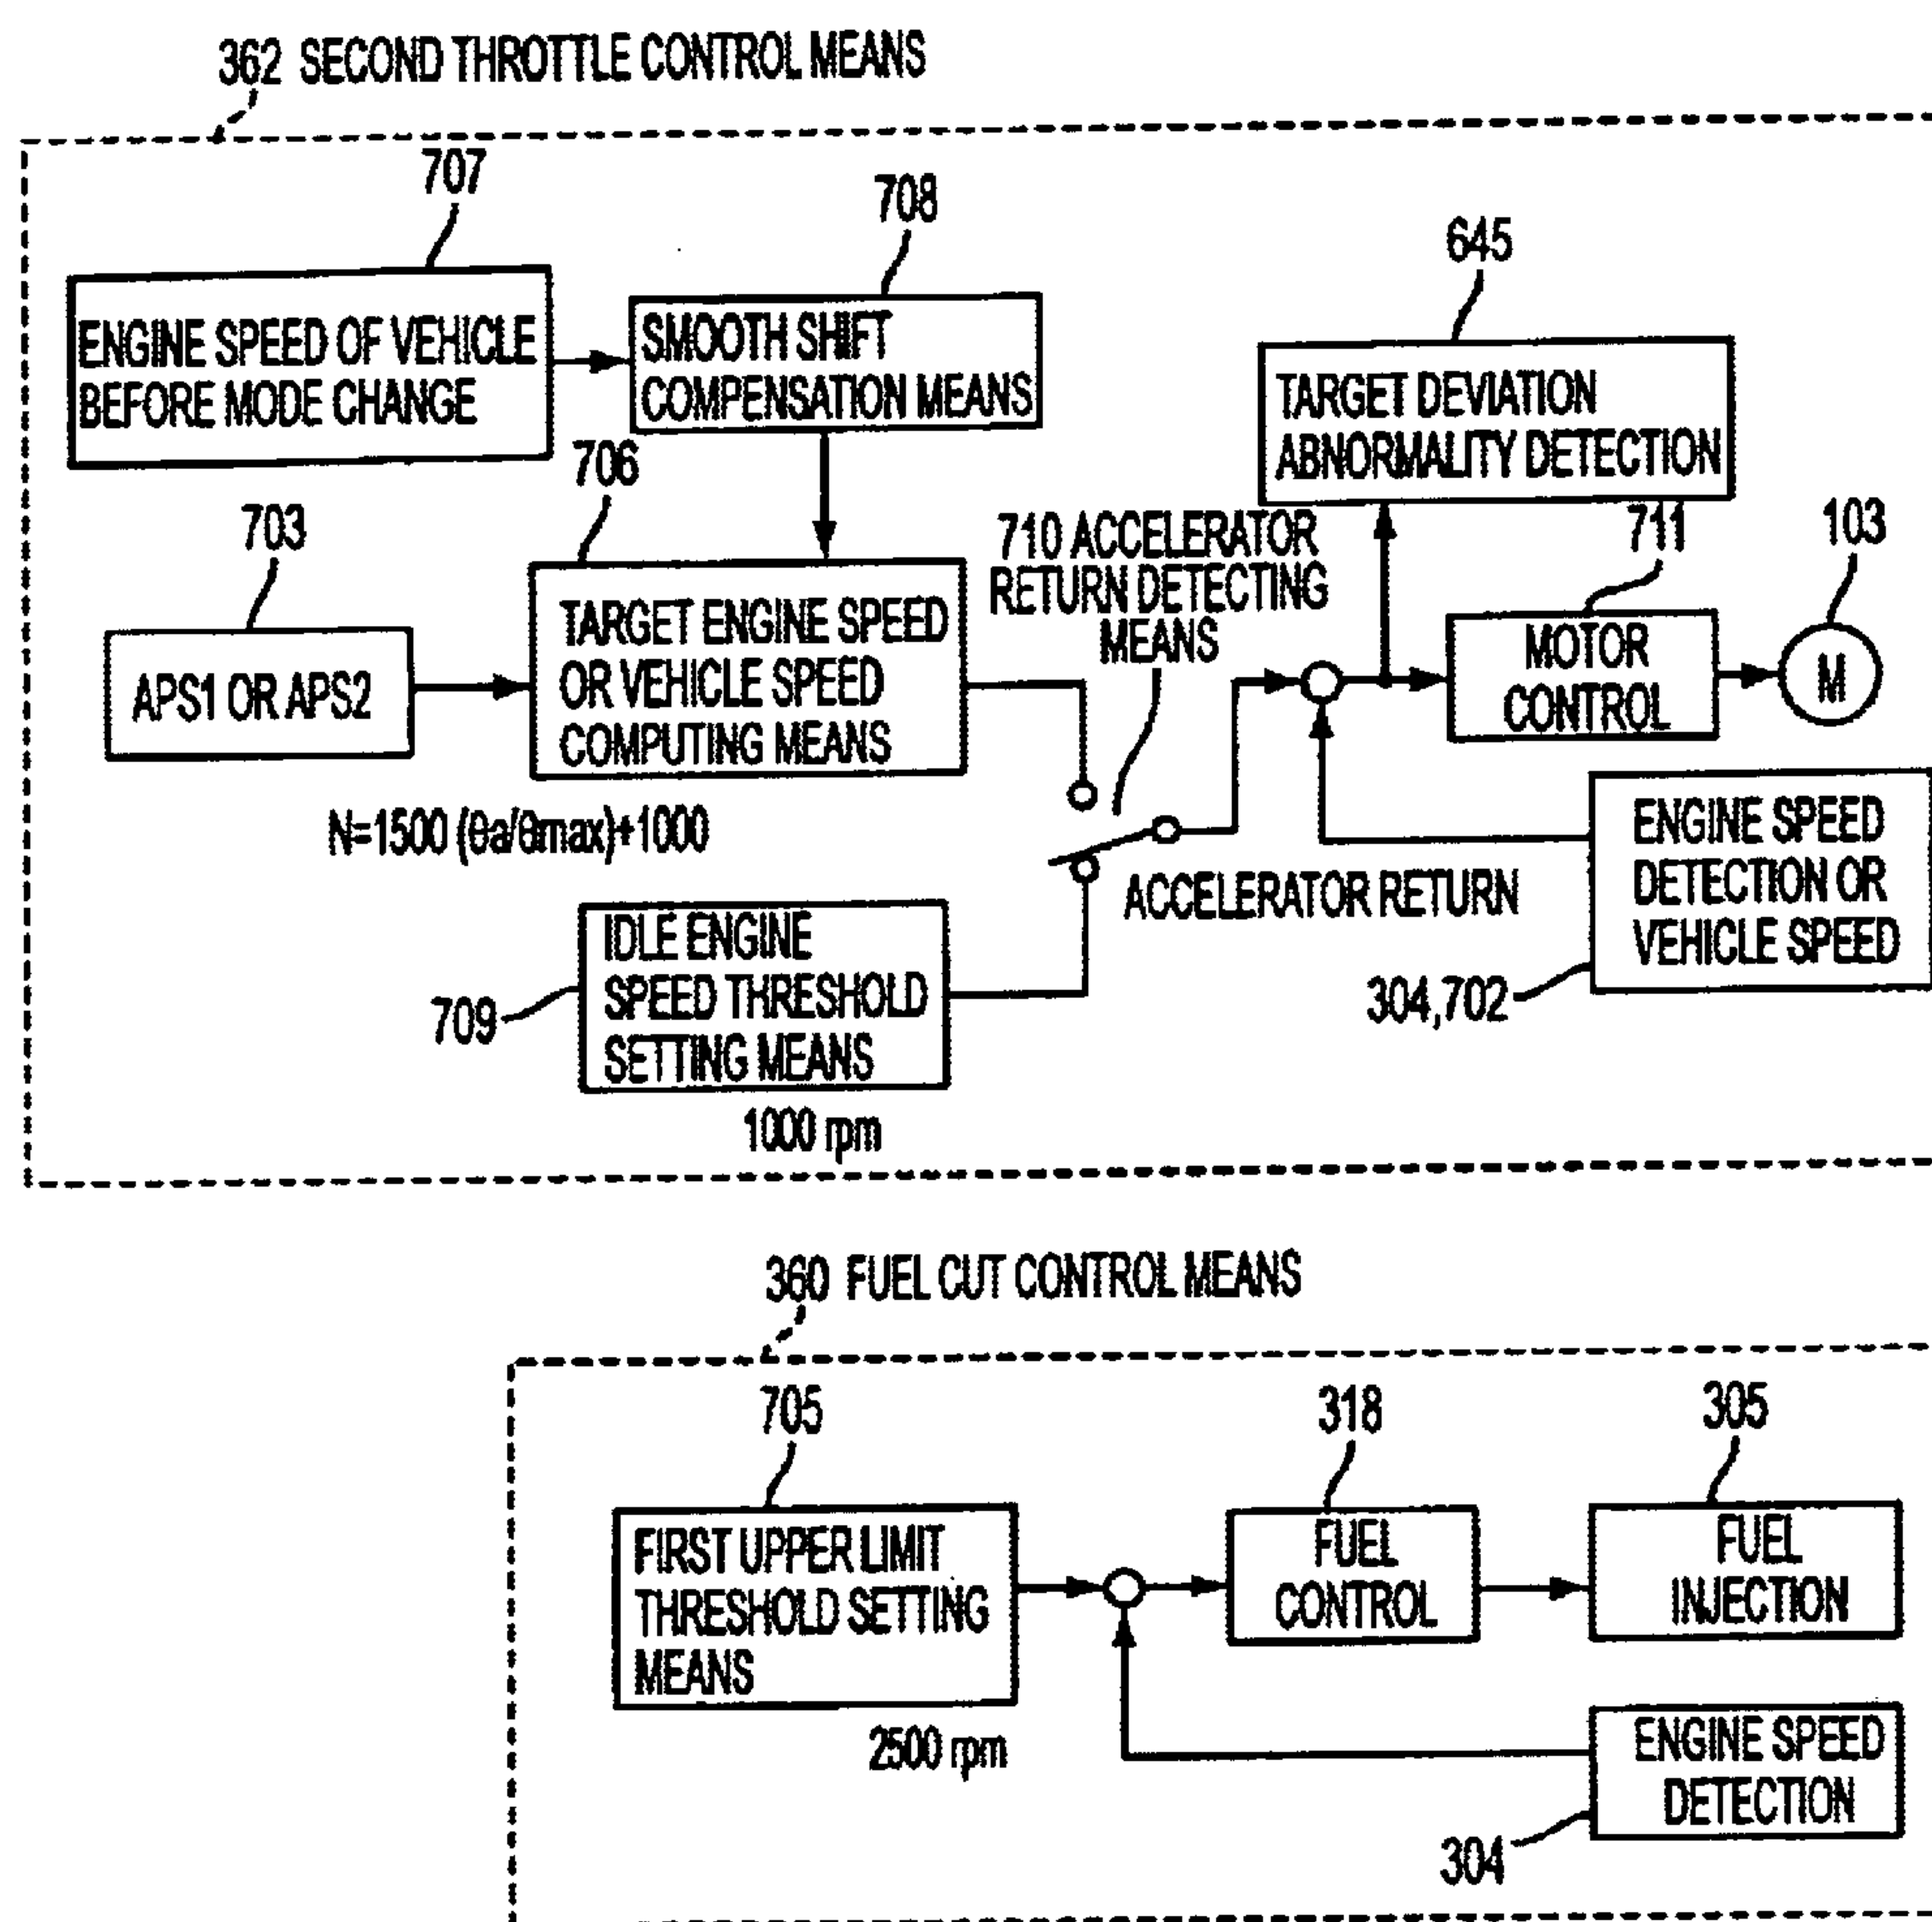 362 SECOND THROTTLE CONTROL MEANS
707
708
645
ENGINE SPEED OF VEHICLE
BEFORE MODE CHANGE
SMOOTH SHIFT
COMPENSATION MEANS
TARGET DEVIATION
ABNORMALITY DETECTION
703
706
710 ACCELERATOR
RETURN DETECTING
MEANS
711
103
APS1 OR APS2
TARGET ENGINE SPEED
OR VEHICLE SPEED
COMPUTING MEANS
MOTOR
CONTROL
M
N=1500 (θa/θmax)+1000
ACCELERATOR RETURN
ENGINE SPEED
DETECTION OR
VEHICLE SPEED
304,702
709
IDLE ENGINE
SPEED THRESHOLD
SETTING MEANS
1000 rpm
360 FUEL CUT CONTROL MEANS
705
318
305
FIRST UPPER LIMIT
THRESHOLD SETTING
MEANS
FUEL
CONTROL
FUEL
INJECTION
2500 rpm
ENGINE SPEED
DETECTION
304